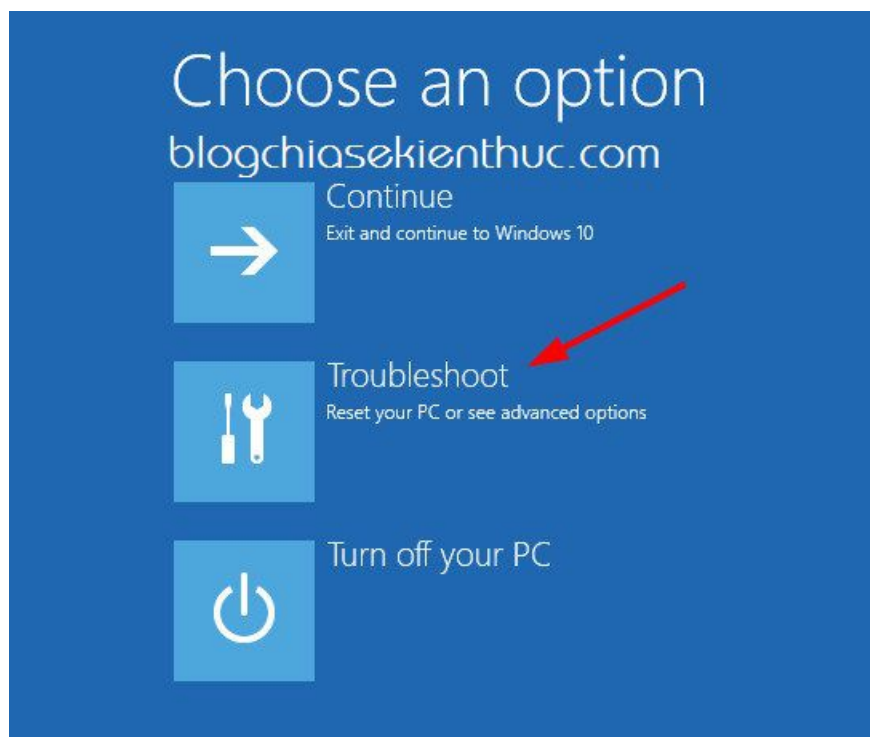 Choose an option
blogchiasekienthuc.com
Continue
Exit and continue to Windows 10
Troubleshoot
Reset your PC or see advanced options
Turn off your PC